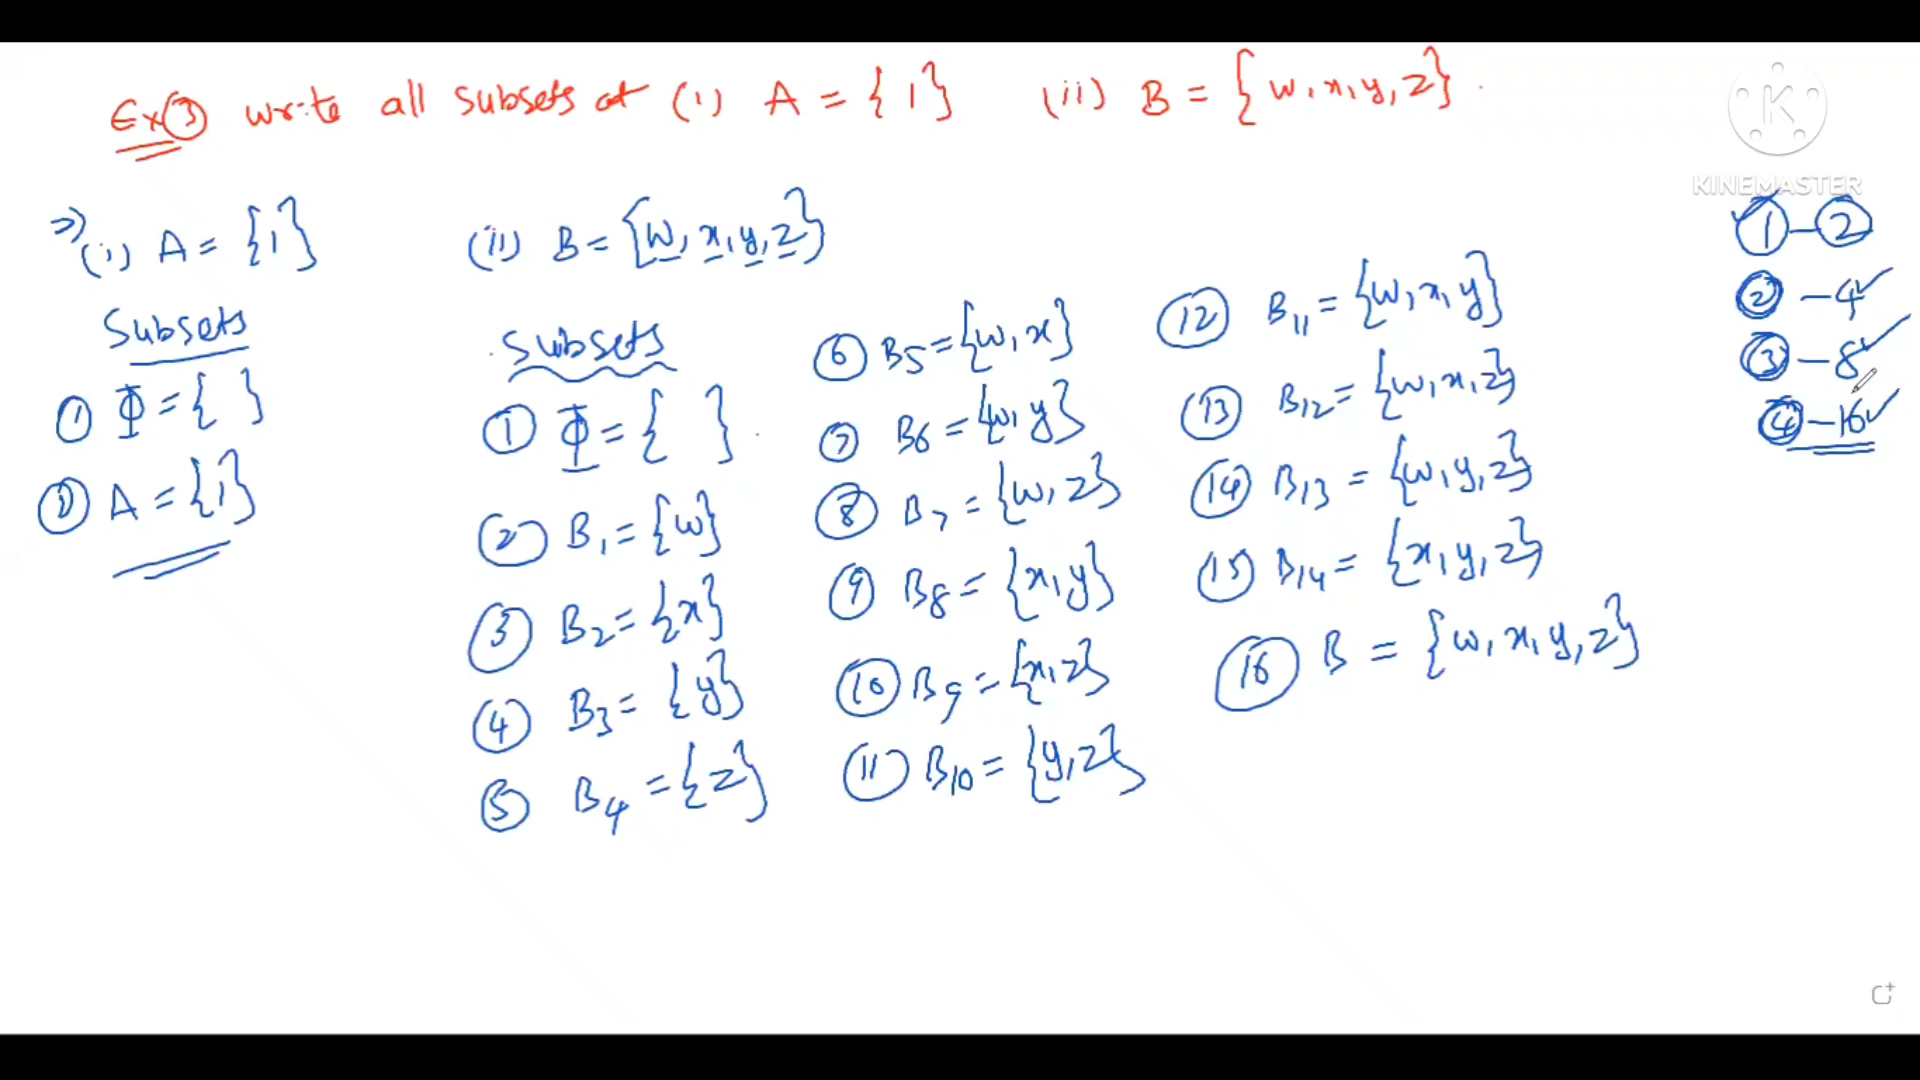 Ex③ write all subsets of (i) A = { 1 } (ii) B = { w, x, y, z } .
KINEMASTER
⇒ (i) A = { 1 }
Subsets
① Φ = { }
② A = { 1 }
(ii) B = { w, x, y, z }
Subsets
① Φ = { }
② B₁ = { w }
③ B₂ = { x }
④ B₃ = { y }
⑤ B₄ = { z }
⑥ B₅ = { w, x }
⑦ B₆ = { w, y }
⑧ B₇ = { w, z }
⑨ B₈ = { x, y }
⑩ B₉ = { x, z }
⑪ B₁₀ = { y, z }
⑫ B₁₁ = { w, x, y }
⑬ B₁₂ = { w, x, z }
⑭ B₁₃ = { w, y, z }
⑮ B₁₄ = { x, y, z }
⑯ B = { w, x, y, z }
① – ②
② – 4 ✓
③ – 8 ✓
④ – 16 ✓